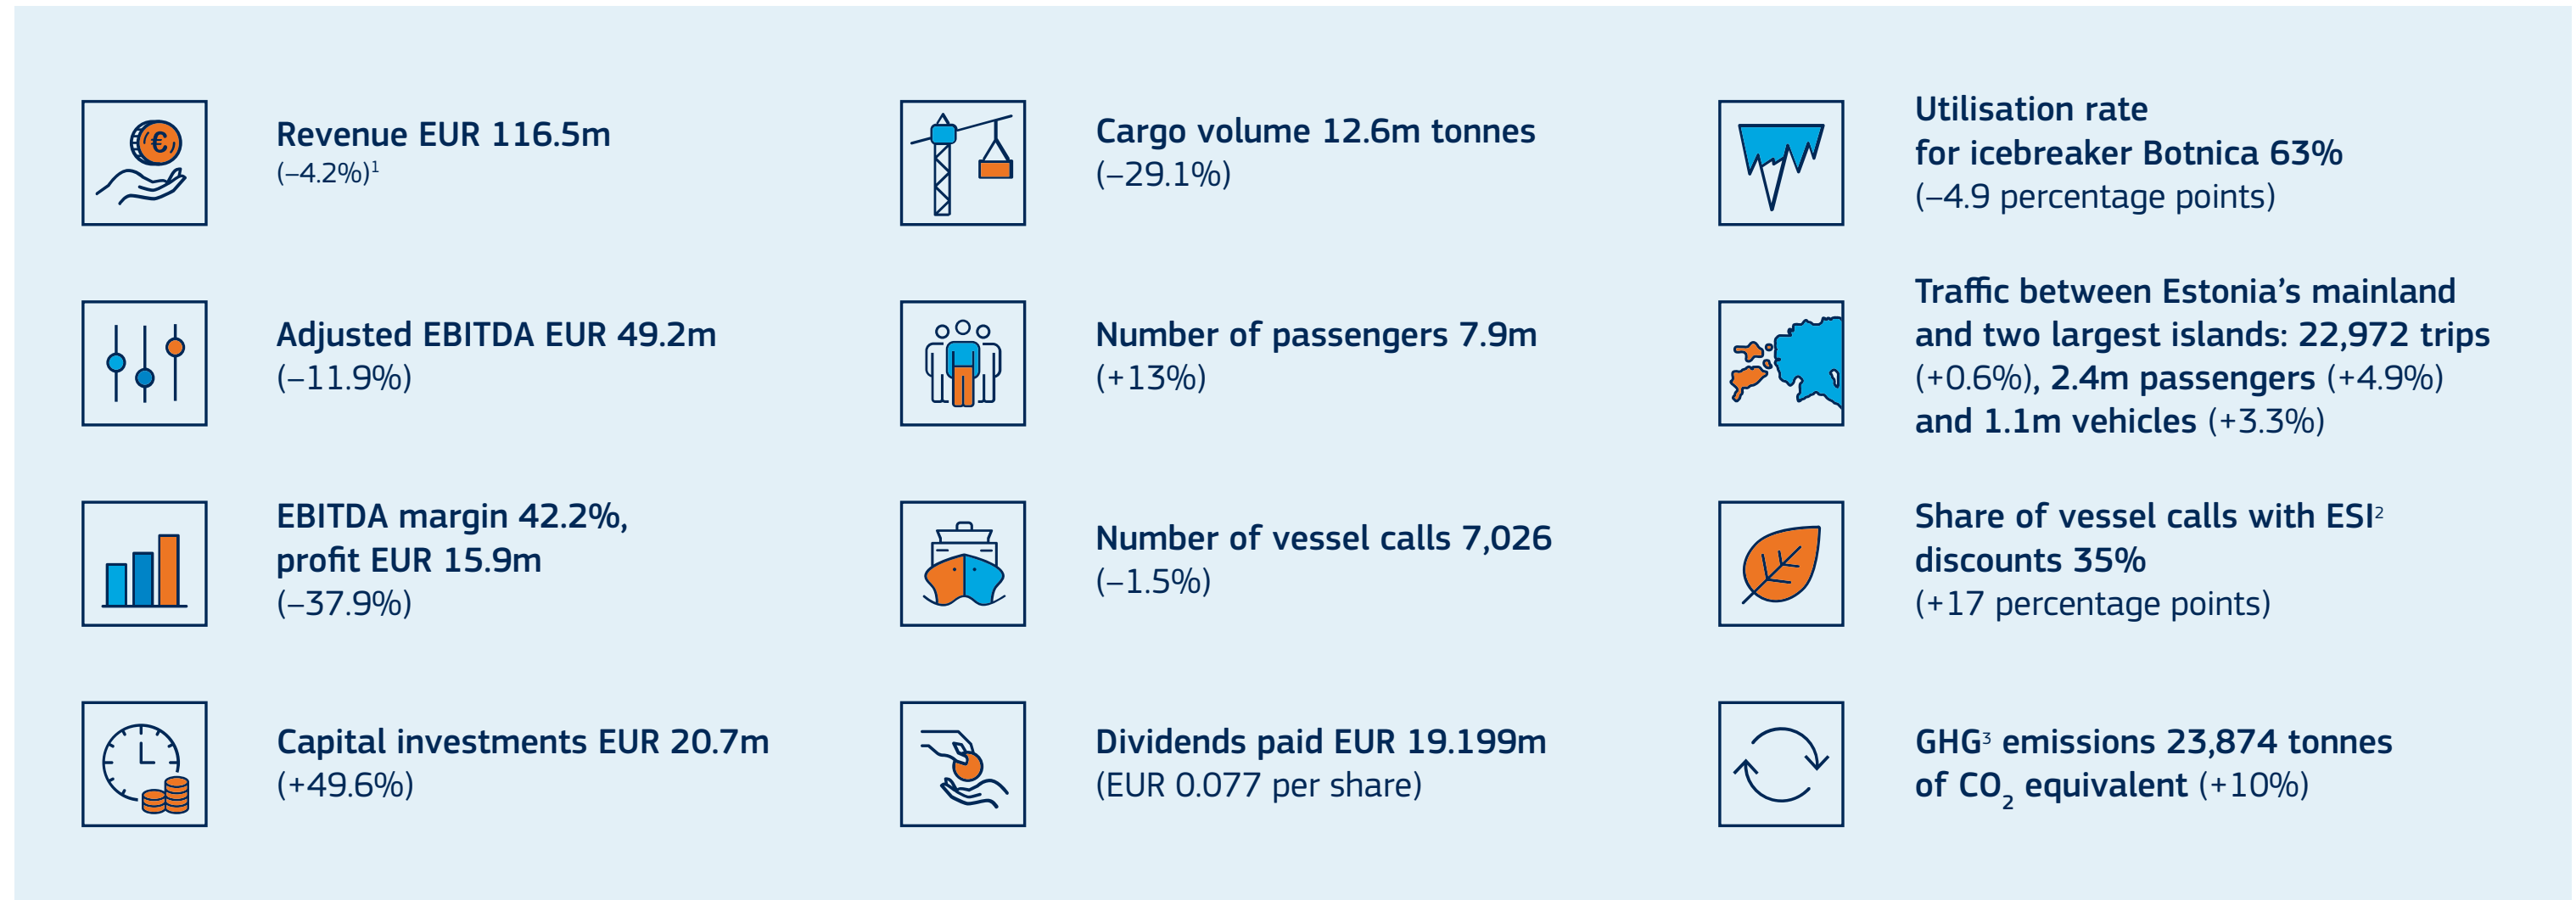 Revenue EUR 116.5m
(–4.2%)¹
Adjusted EBITDA EUR 49.2m
(–11.9%)
EBITDA margin 42.2%,
profit EUR 15.9m
(–37.9%)
Capital investments EUR 20.7m
(+49.6%)
Cargo volume 12.6m tonnes
(–29.1%)
Number of passengers 7.9m
(+13%)
Number of vessel calls 7,026
(–1.5%)
Dividends paid EUR 19.199m
(EUR 0.077 per share)
Utilisation rate
for icebreaker Botnica 63%
(–4.9 percentage points)
Traffic between Estonia’s mainland
and two largest islands: 22,972 trips
(+0.6%), 2.4m passengers (+4.9%)
and 1.1m vehicles (+3.3%)
Share of vessel calls with ESI²
discounts 35%
(+17 percentage points)
GHG³ emissions 23,874 tonnes
of CO₂ equivalent (+10%)